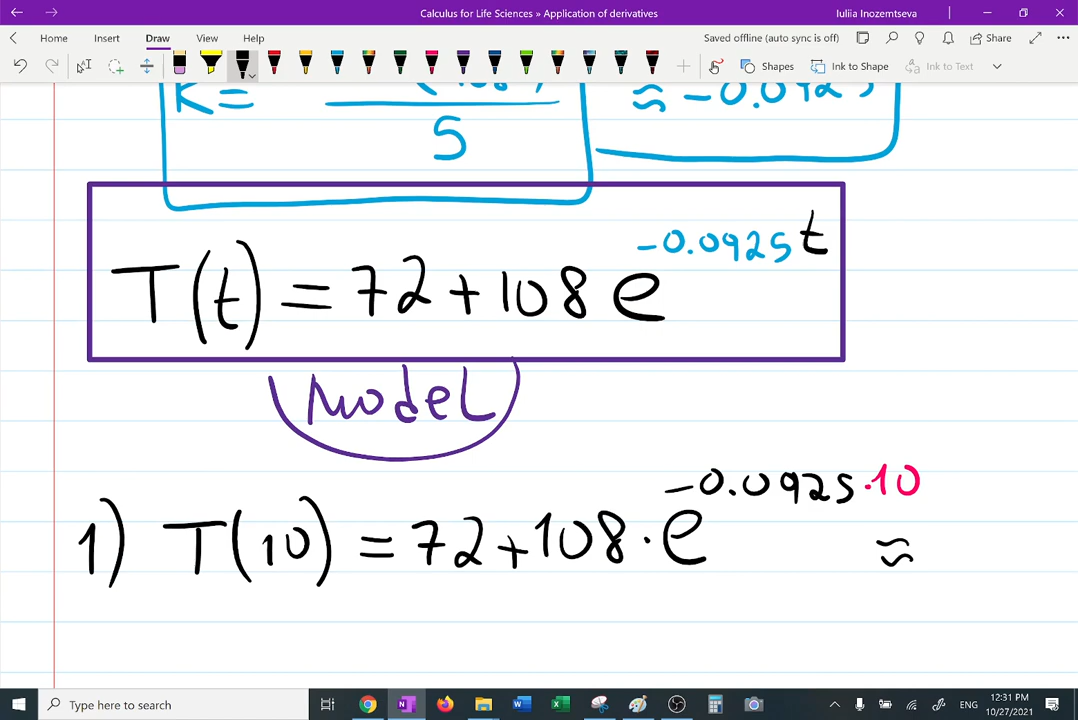 Calculus for Life Sciences » Application of derivatives
Iuliia Inozemtseva
Home Insert Draw View Help
Saved offline (auto sync is off)
Share
Shapes
Ink to Shape
Ink to Text
K =
5
≈ -0.0925
T(t) = 72 + 108 e^{-0.0925t}
Model
1) T(10) = 72 + 108 · e^{-0.0925·10} ≈
Type here to search
ENG
12:31 PM
10/27/2021